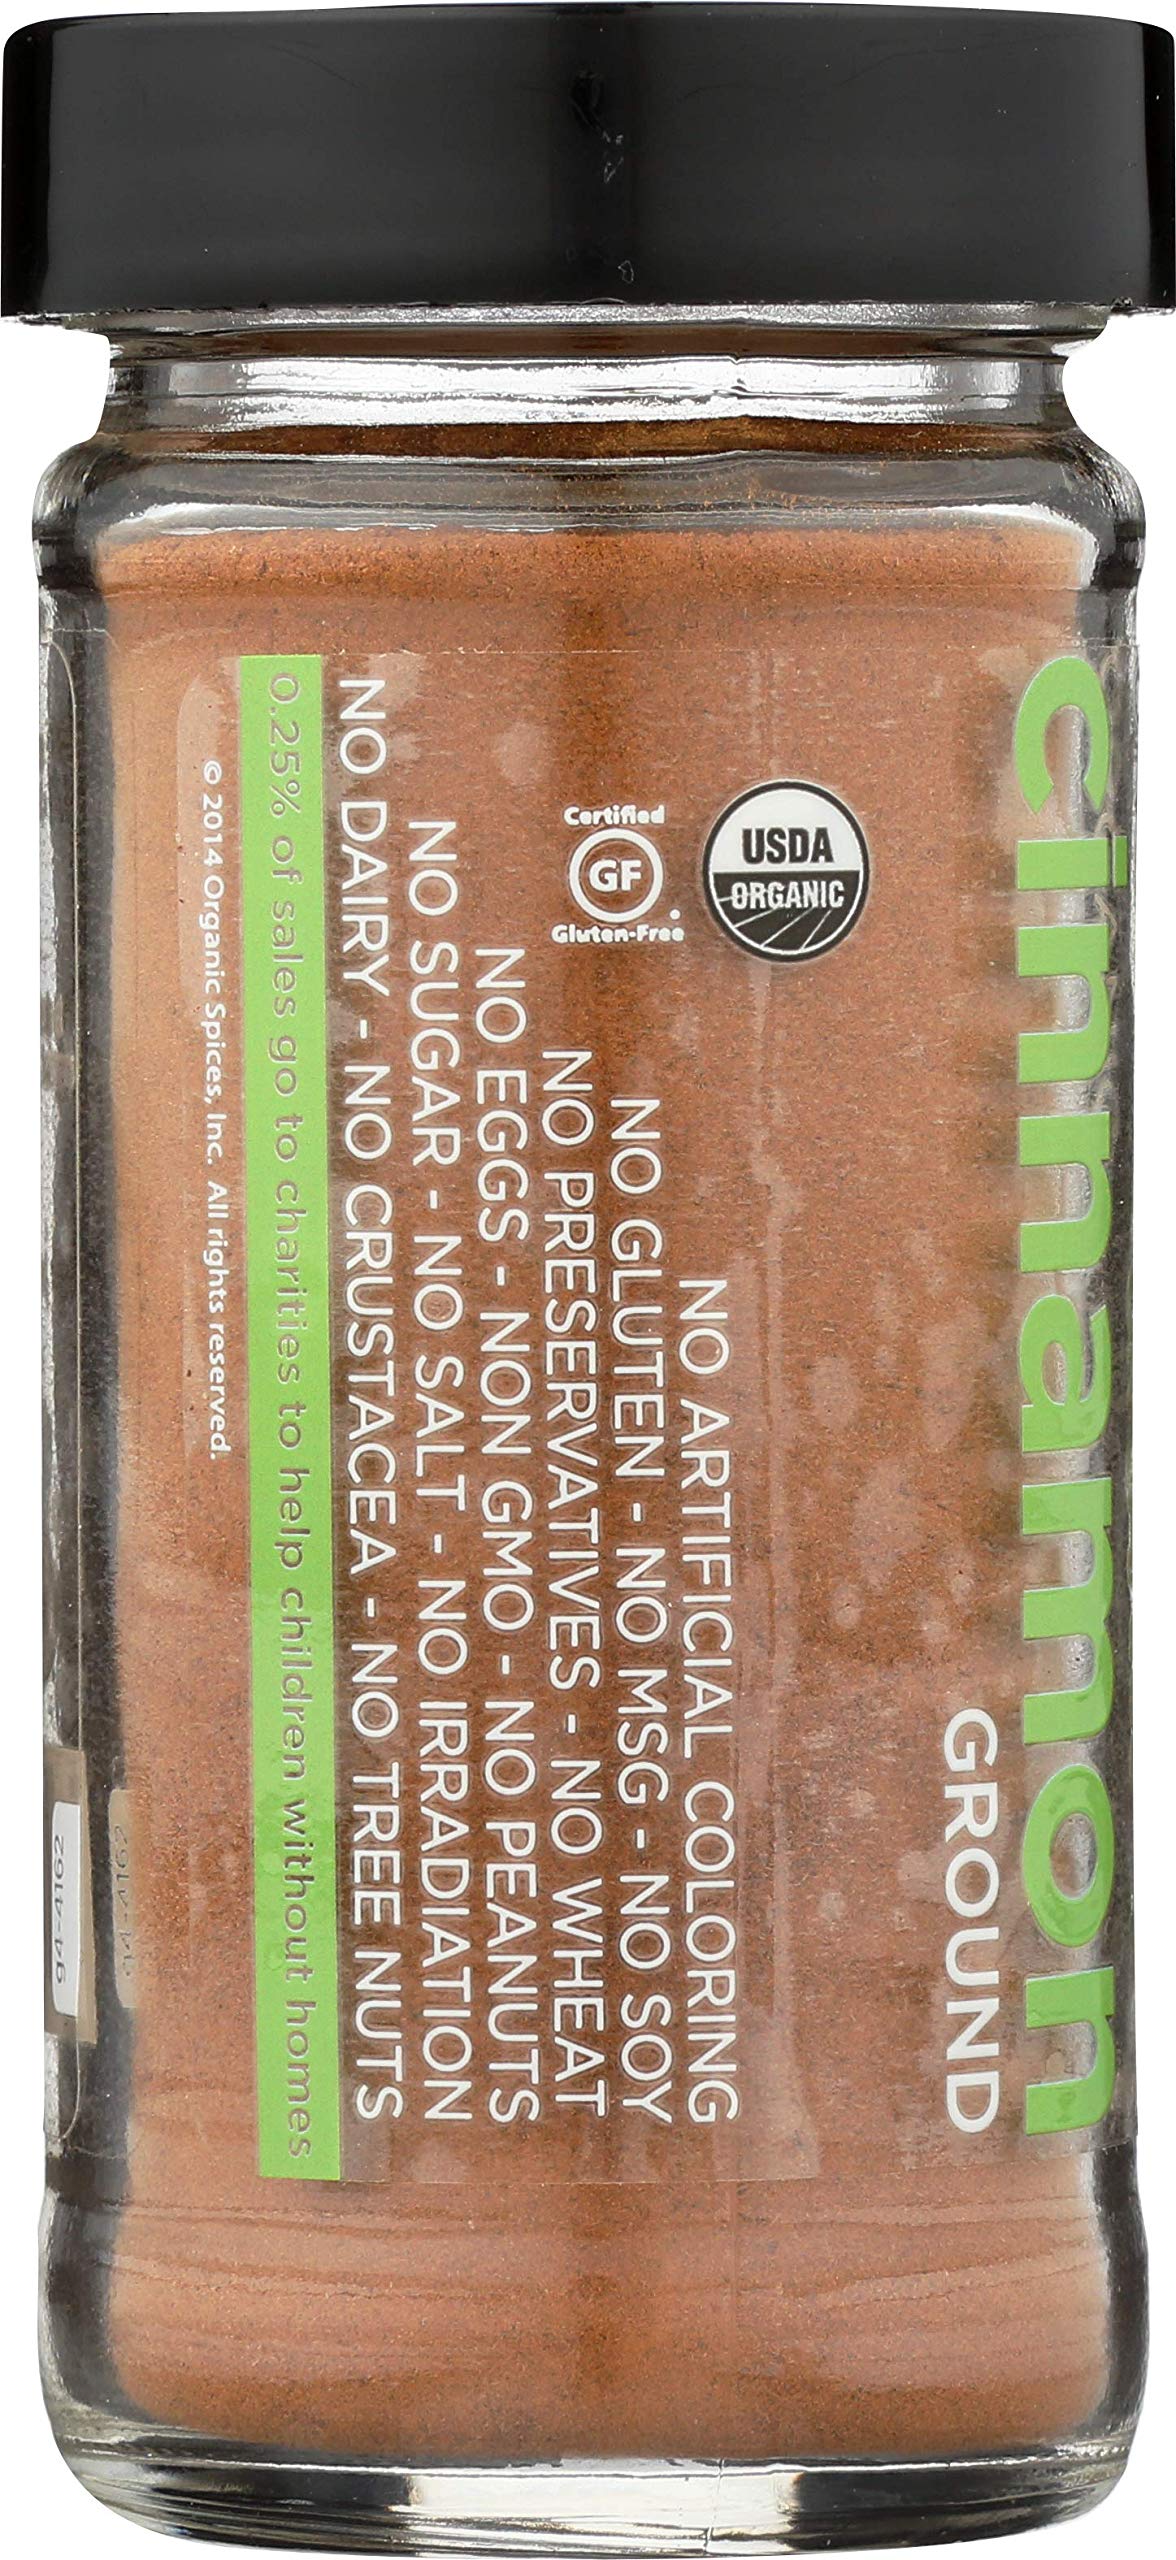 cinnamon
GROUND
USDA
ORGANIC
Certified
GF
Gluten-Free
NO ARTIFICIAL COLORING
NO GLUTEN - NO MSG - NO SOY
NO PRESERVATIVES - NO WHEAT
NO EGGS - NON GMO - NO PEANUTS
NO SUGAR - NO SALT - NO IRRADIATION
NO DAIRY - NO CRUSTACEA - NO TREE NUTS
0.25% of sales go to charities to help children without homes
© 2014 Organic Spices, Inc. All rights reserved.